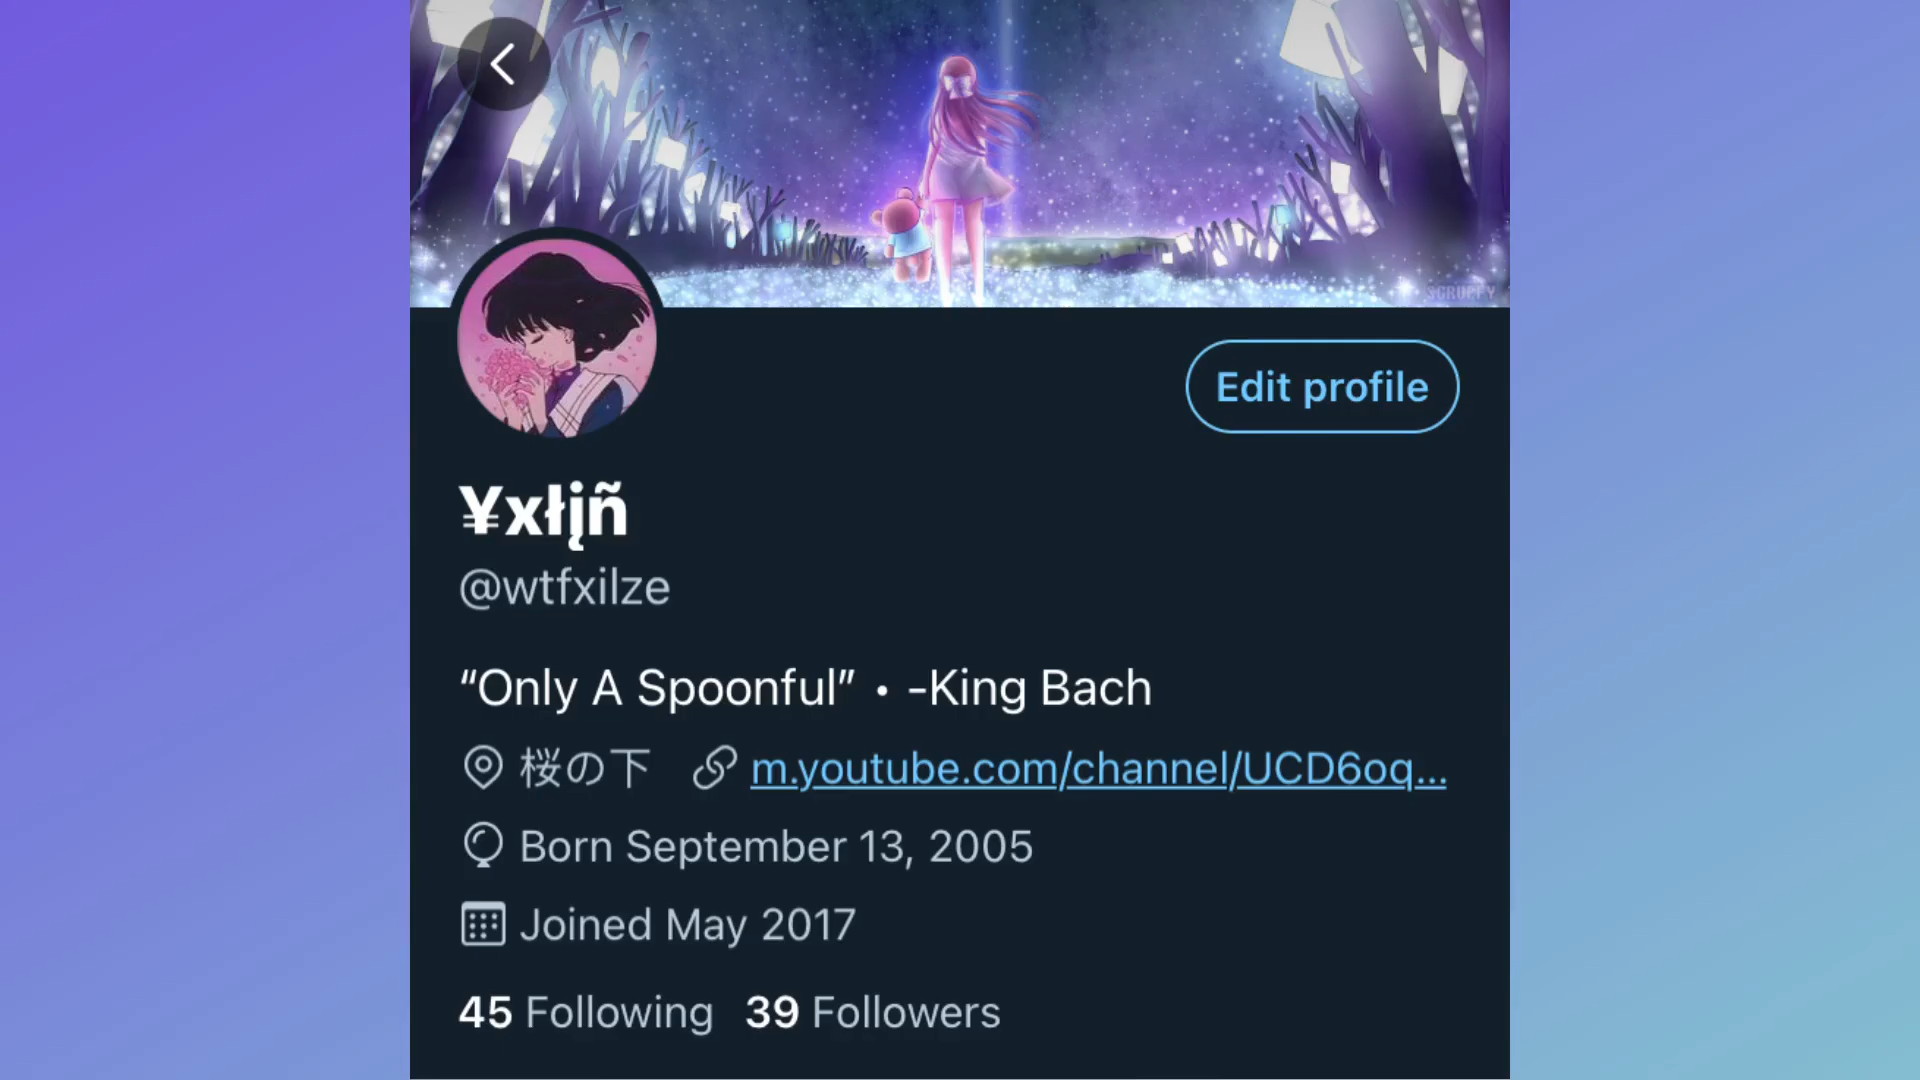 Edit profile
¥xłįñ
@wtfxilze
“Only A Spoonful” • -King Bach
桜の下 m.youtube.com/channel/UCD6oq...
Born September 13, 2005
Joined May 2017
45 Following 39 Followers